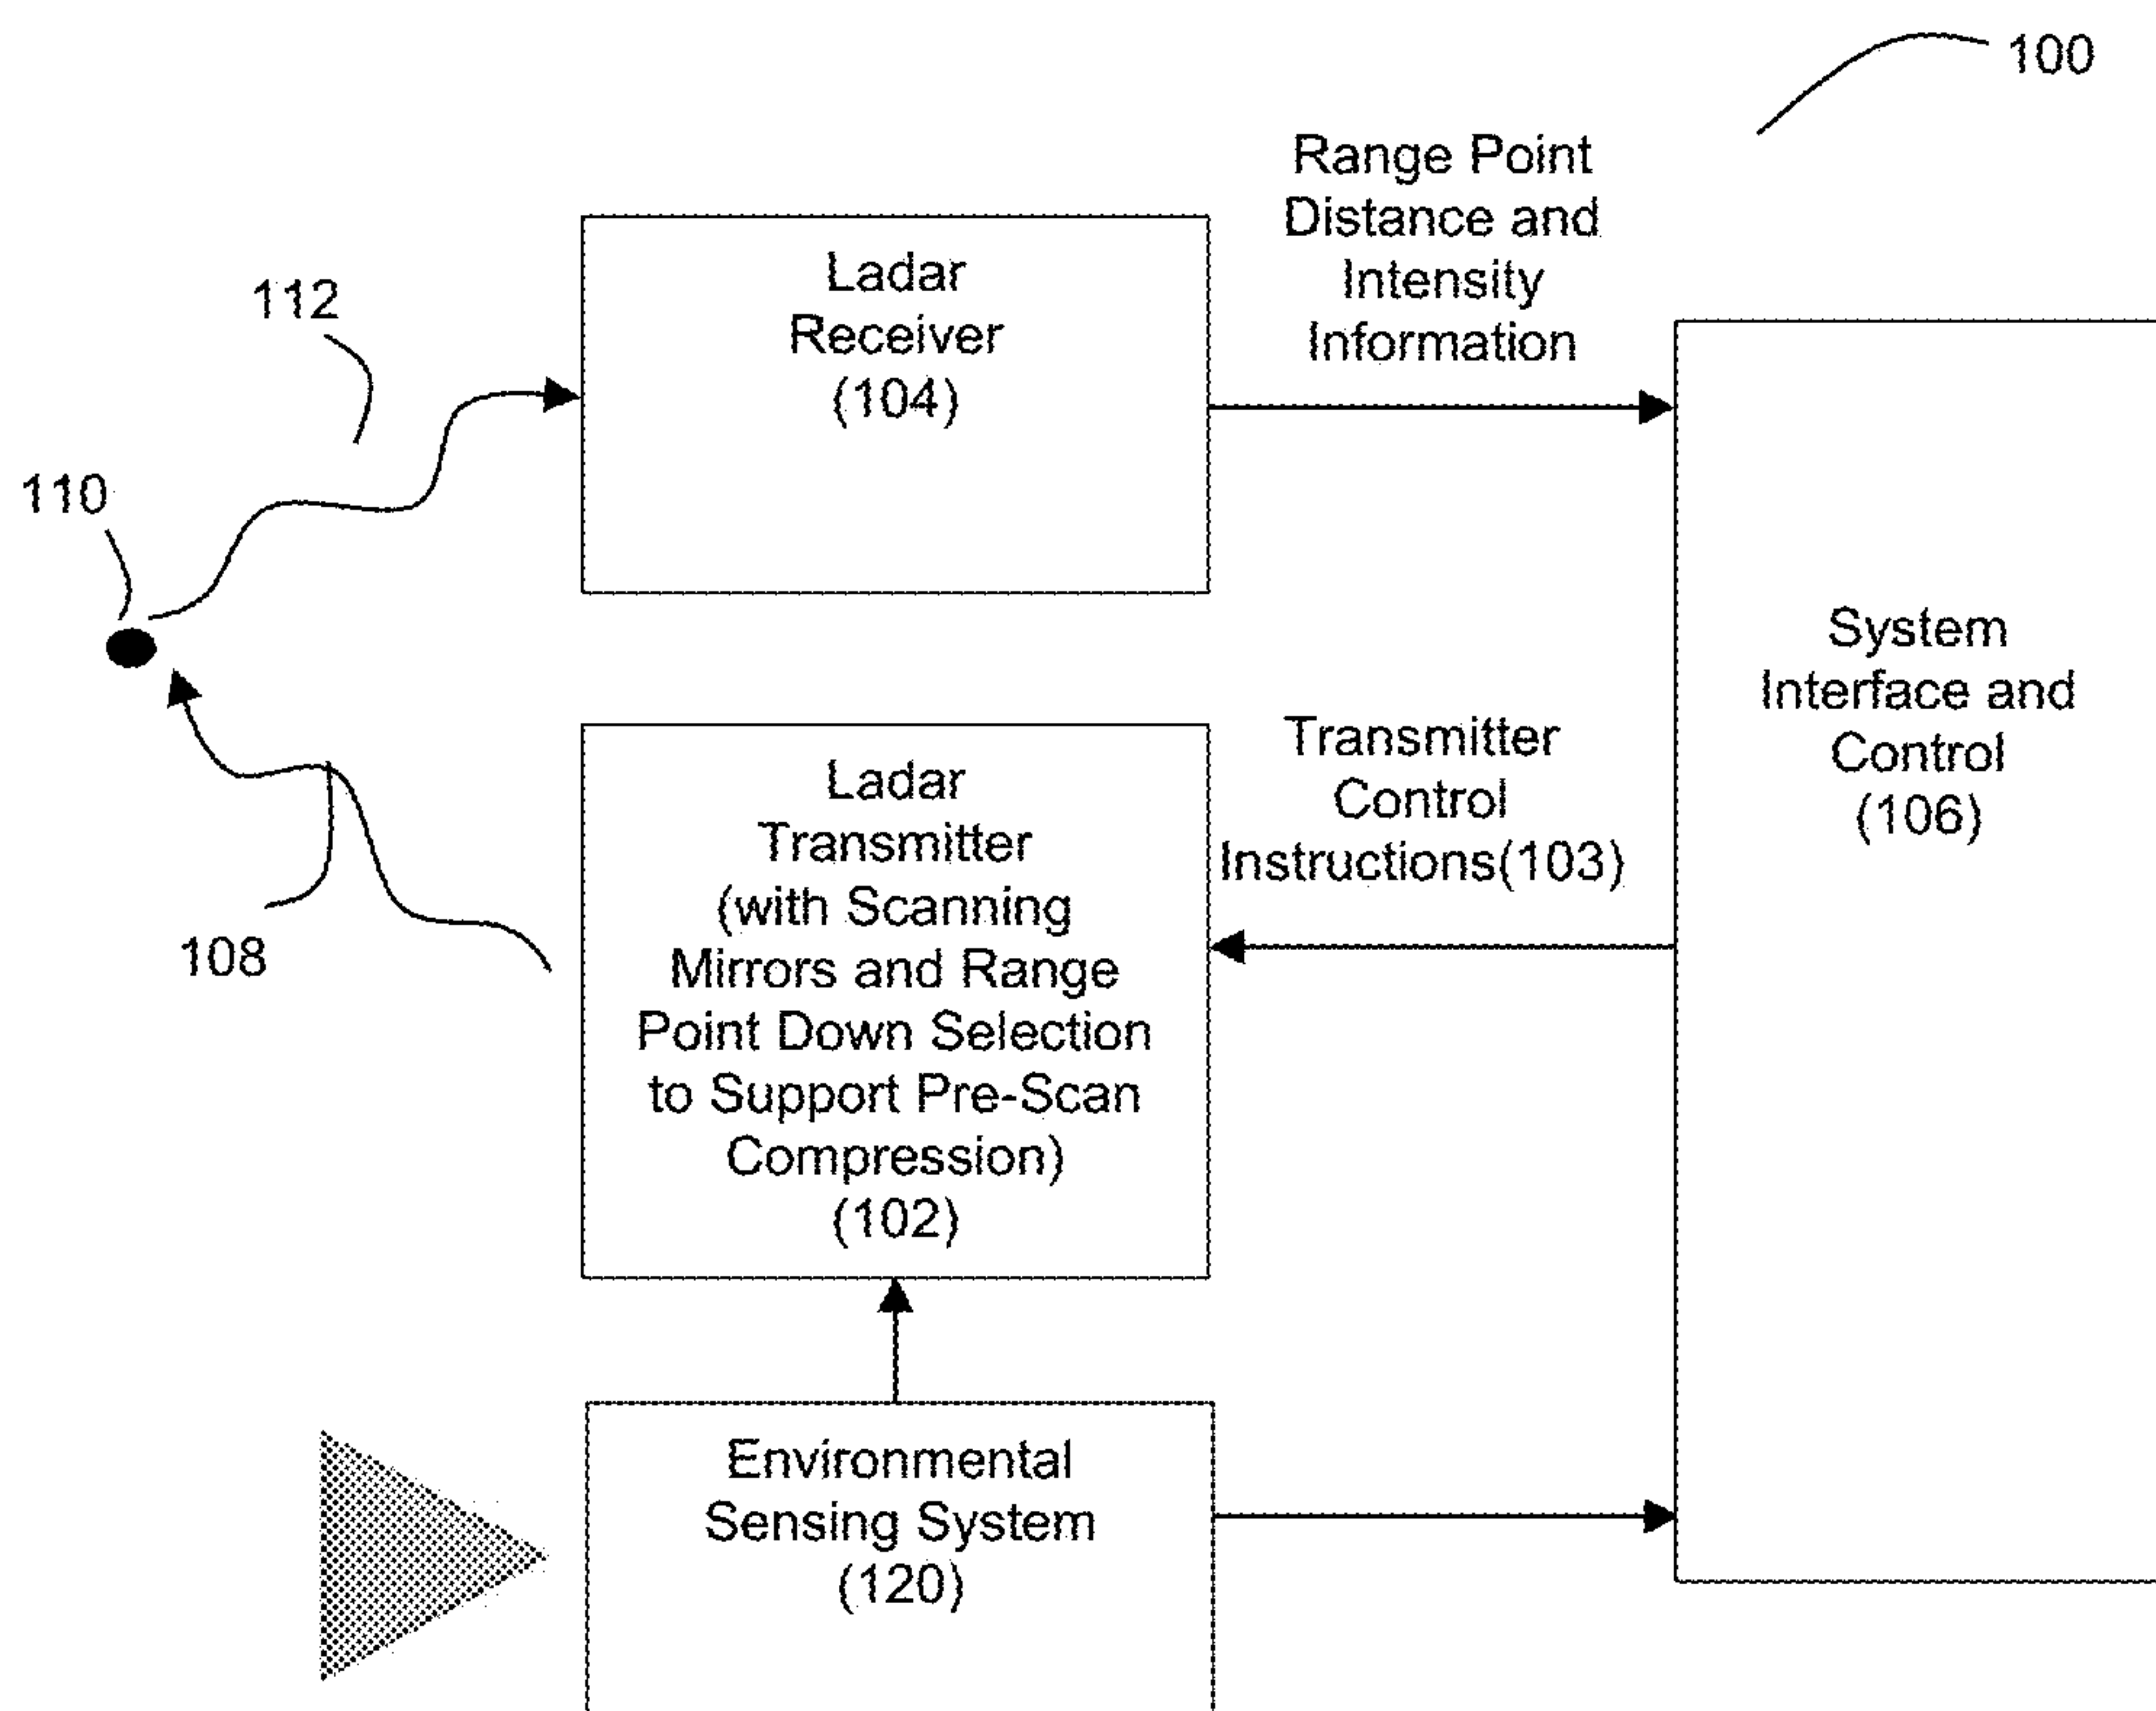 100
Range Point
Distance and
Intensity
Information
Ladar
Receiver
(104)
112
110
System
Interface and
Control
(106)
Transmitter
Control
Instructions(103)
Ladar
Transmitter
(with Scanning
Mirrors and Range
Point Down Selection
to Support Pre-Scan
Compression)
(102)
108
Environmental
Sensing System
(120)